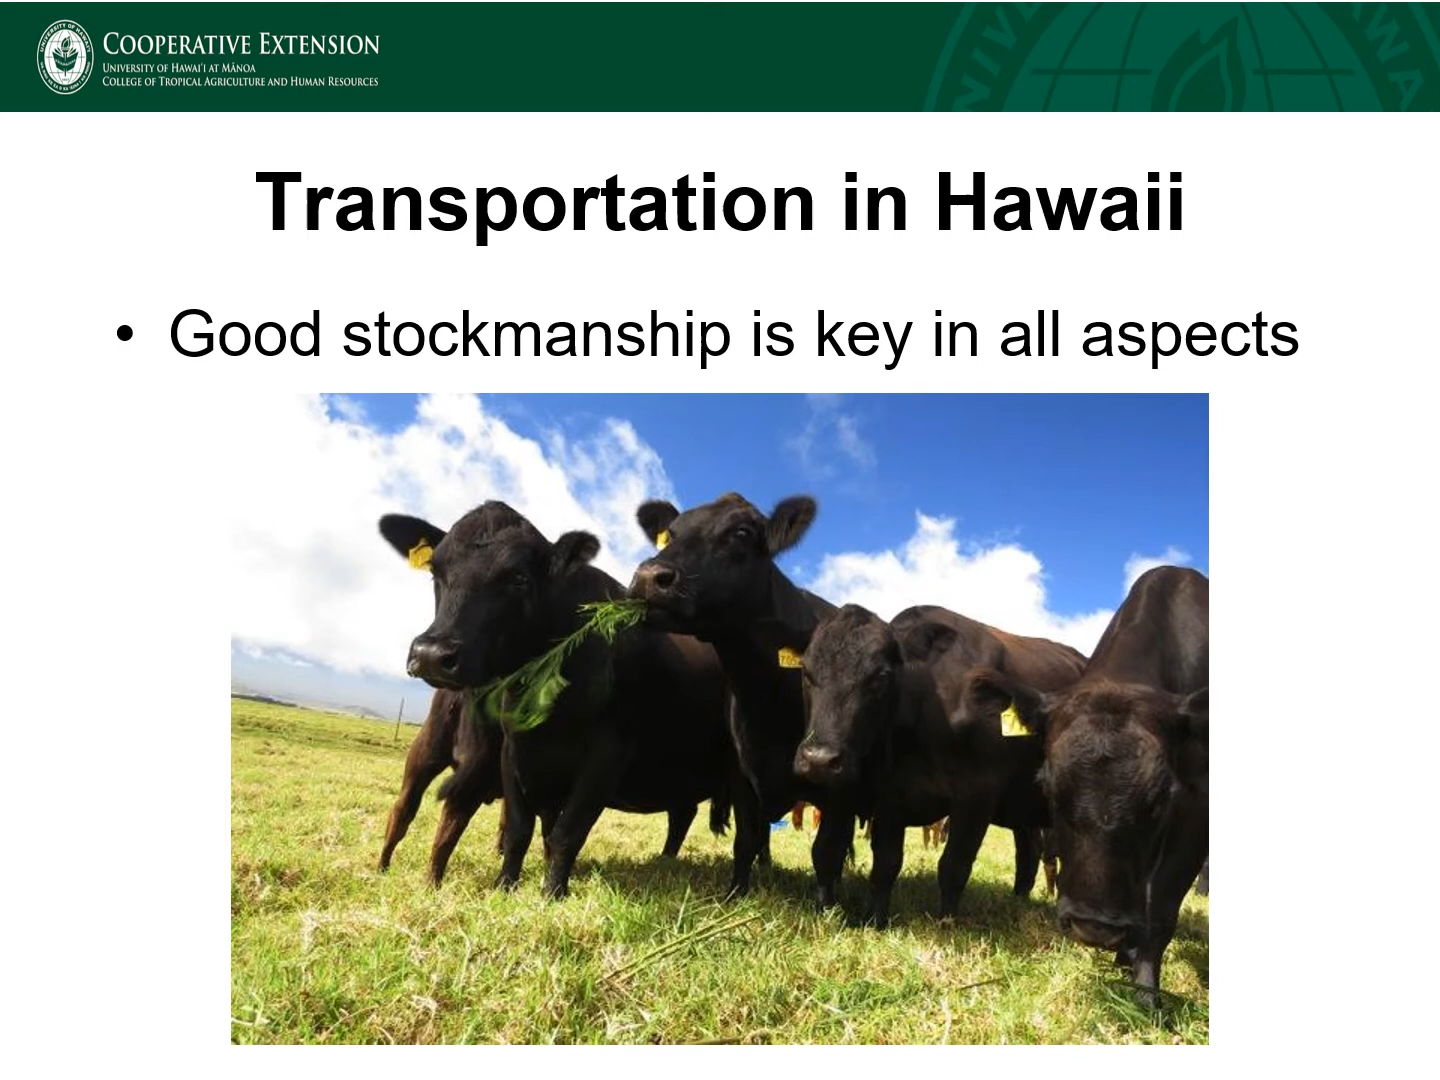 COOPERATIVE EXTENSION
UNIVERSITY OF HAWAI'I AT MĀNOA
COLLEGE OF TROPICAL AGRICULTURE AND HUMAN RESOURCES
Transportation in Hawaii
• Good stockmanship is key in all aspects